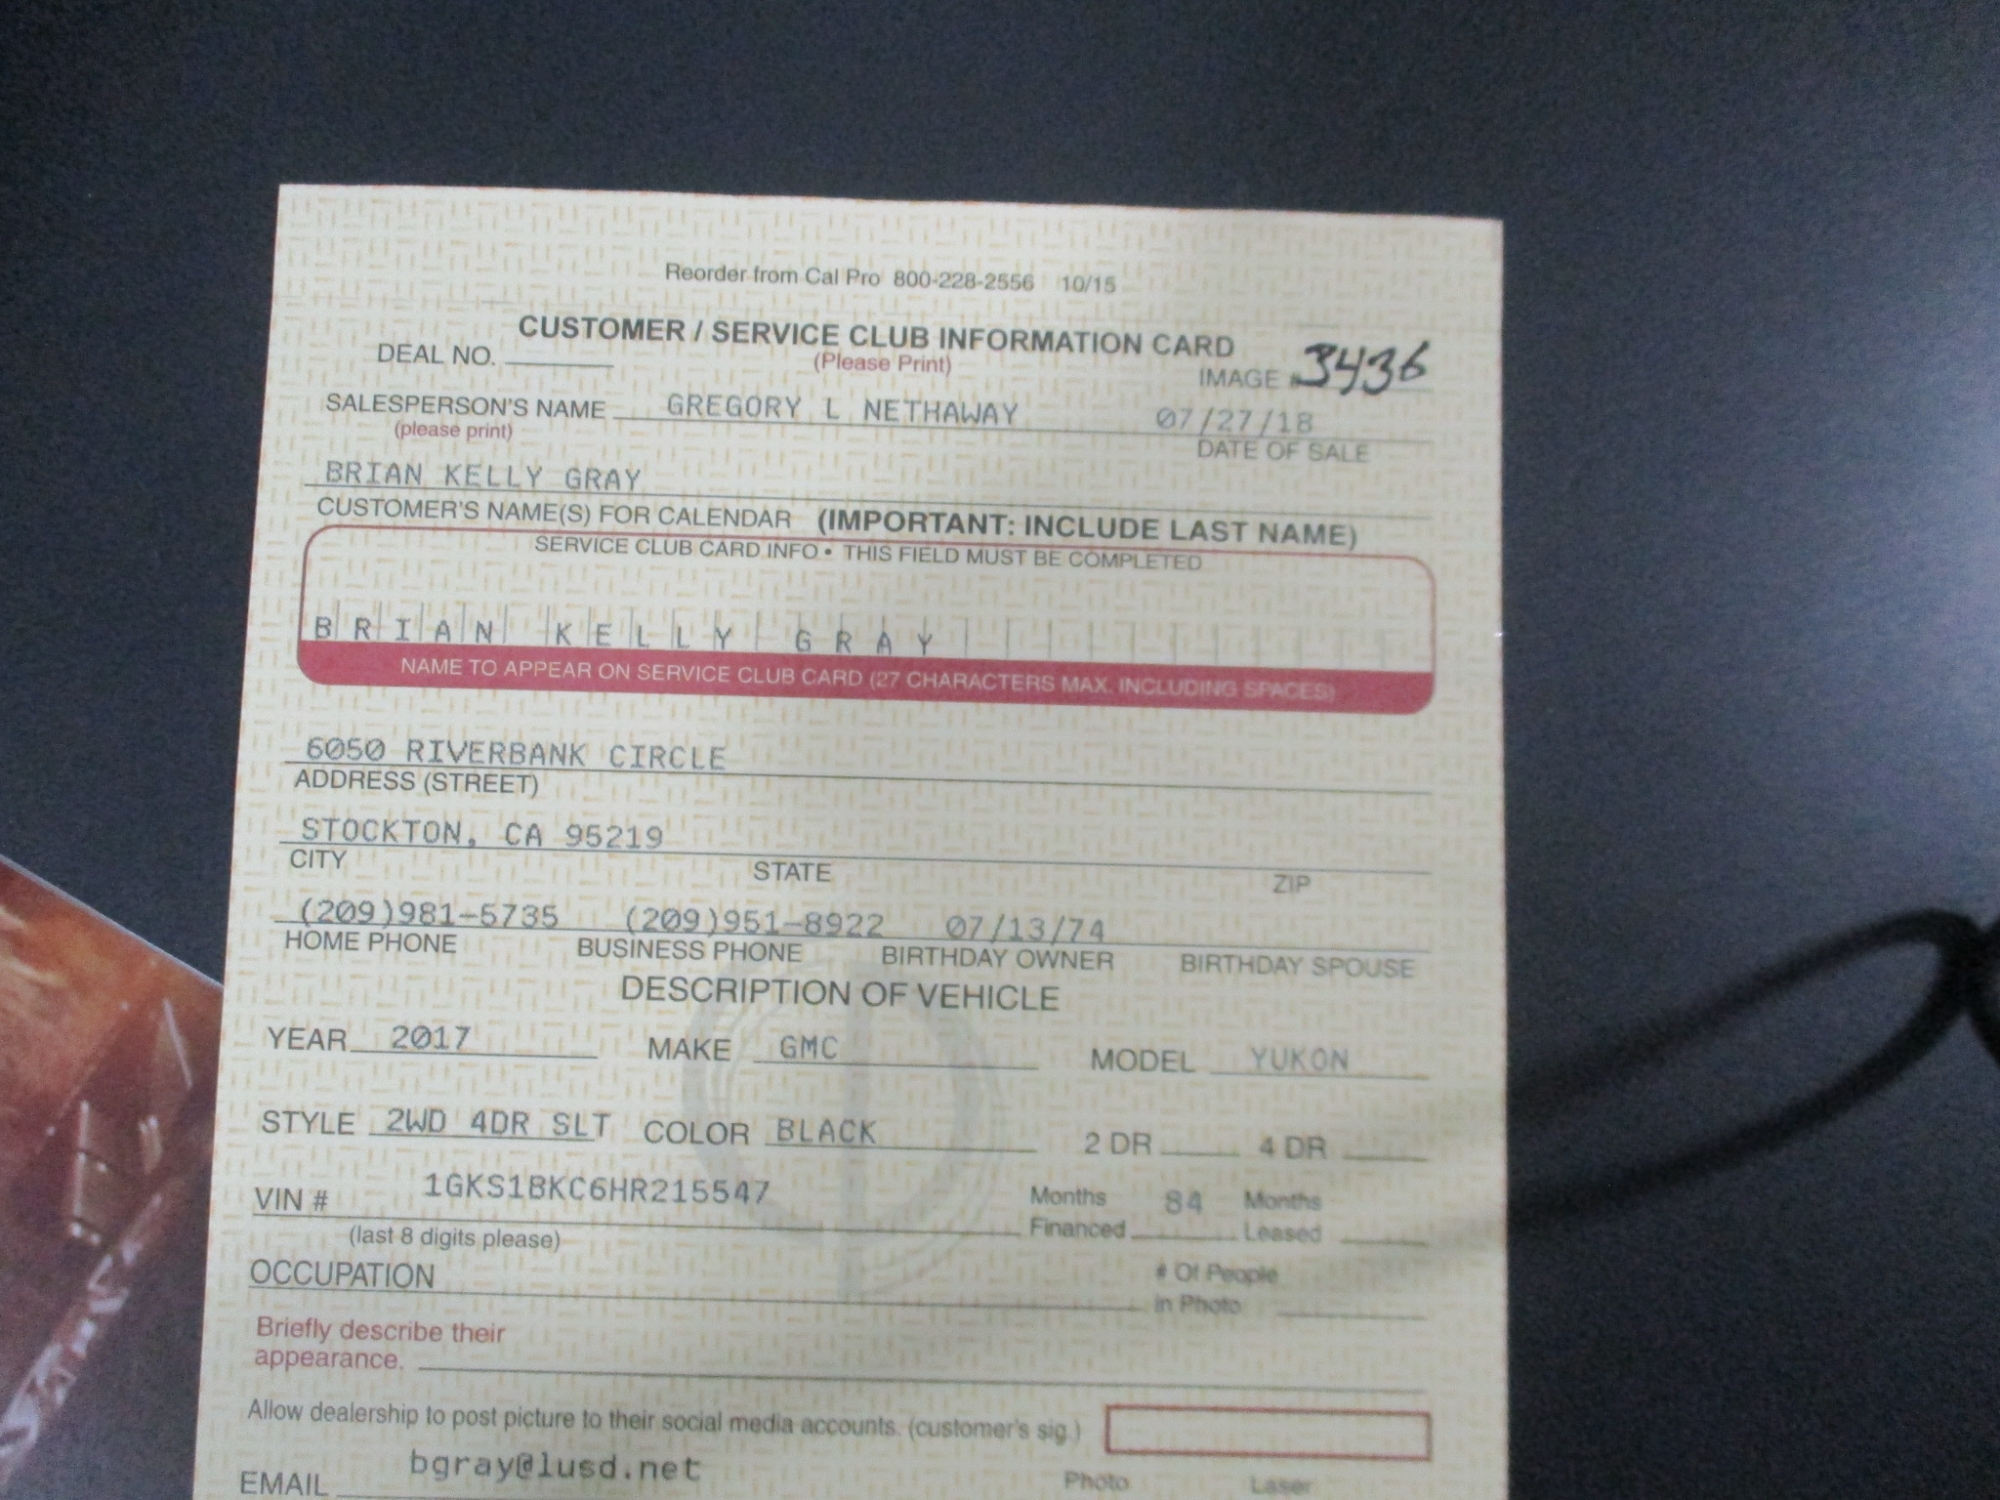 Reorder from Cal Pro 800-228-2556 10/15
CUSTOMER / SERVICE CLUB INFORMATION CARD
DEAL NO. (Please Print) IMAGE 3436
SALESPERSON'S NAME GREGORY L NETHAWAY 07/27/18
(please print) DATE OF SALE
BRIAN KELLY GRAY
CUSTOMER'S NAME(S) FOR CALENDAR (IMPORTANT: INCLUDE LAST NAME)
SERVICE CLUB CARD INFO • THIS FIELD MUST BE COMPLETED
BRIAN KELLY GRAY
NAME TO APPEAR ON SERVICE CLUB CARD (27 CHARACTERS MAX. INCLUDING SPACES)
6050 RIVERBANK CIRCLE
ADDRESS (STREET)
STOCKTON, CA 95219
CITY STATE ZIP
(209)981-5735 (209)951-8922 07/13/74
HOME PHONE BUSINESS PHONE BIRTHDAY OWNER BIRTHDAY SPOUSE
DESCRIPTION OF VEHICLE
YEAR 2017 MAKE GMC MODEL YUKON
STYLE 2WD 4DR SLT COLOR BLACK 2 DR 4 DR
VIN # 1GKS1BKC6HR215547 Months Financed 84 Months Leased
(last 8 digits please)
OCCUPATION # Of People in Photo
Briefly describe their
appearance.
Allow dealership to post picture to their social media accounts. (customer's sig.)
EMAIL bgray@lusd.net Photo Laser